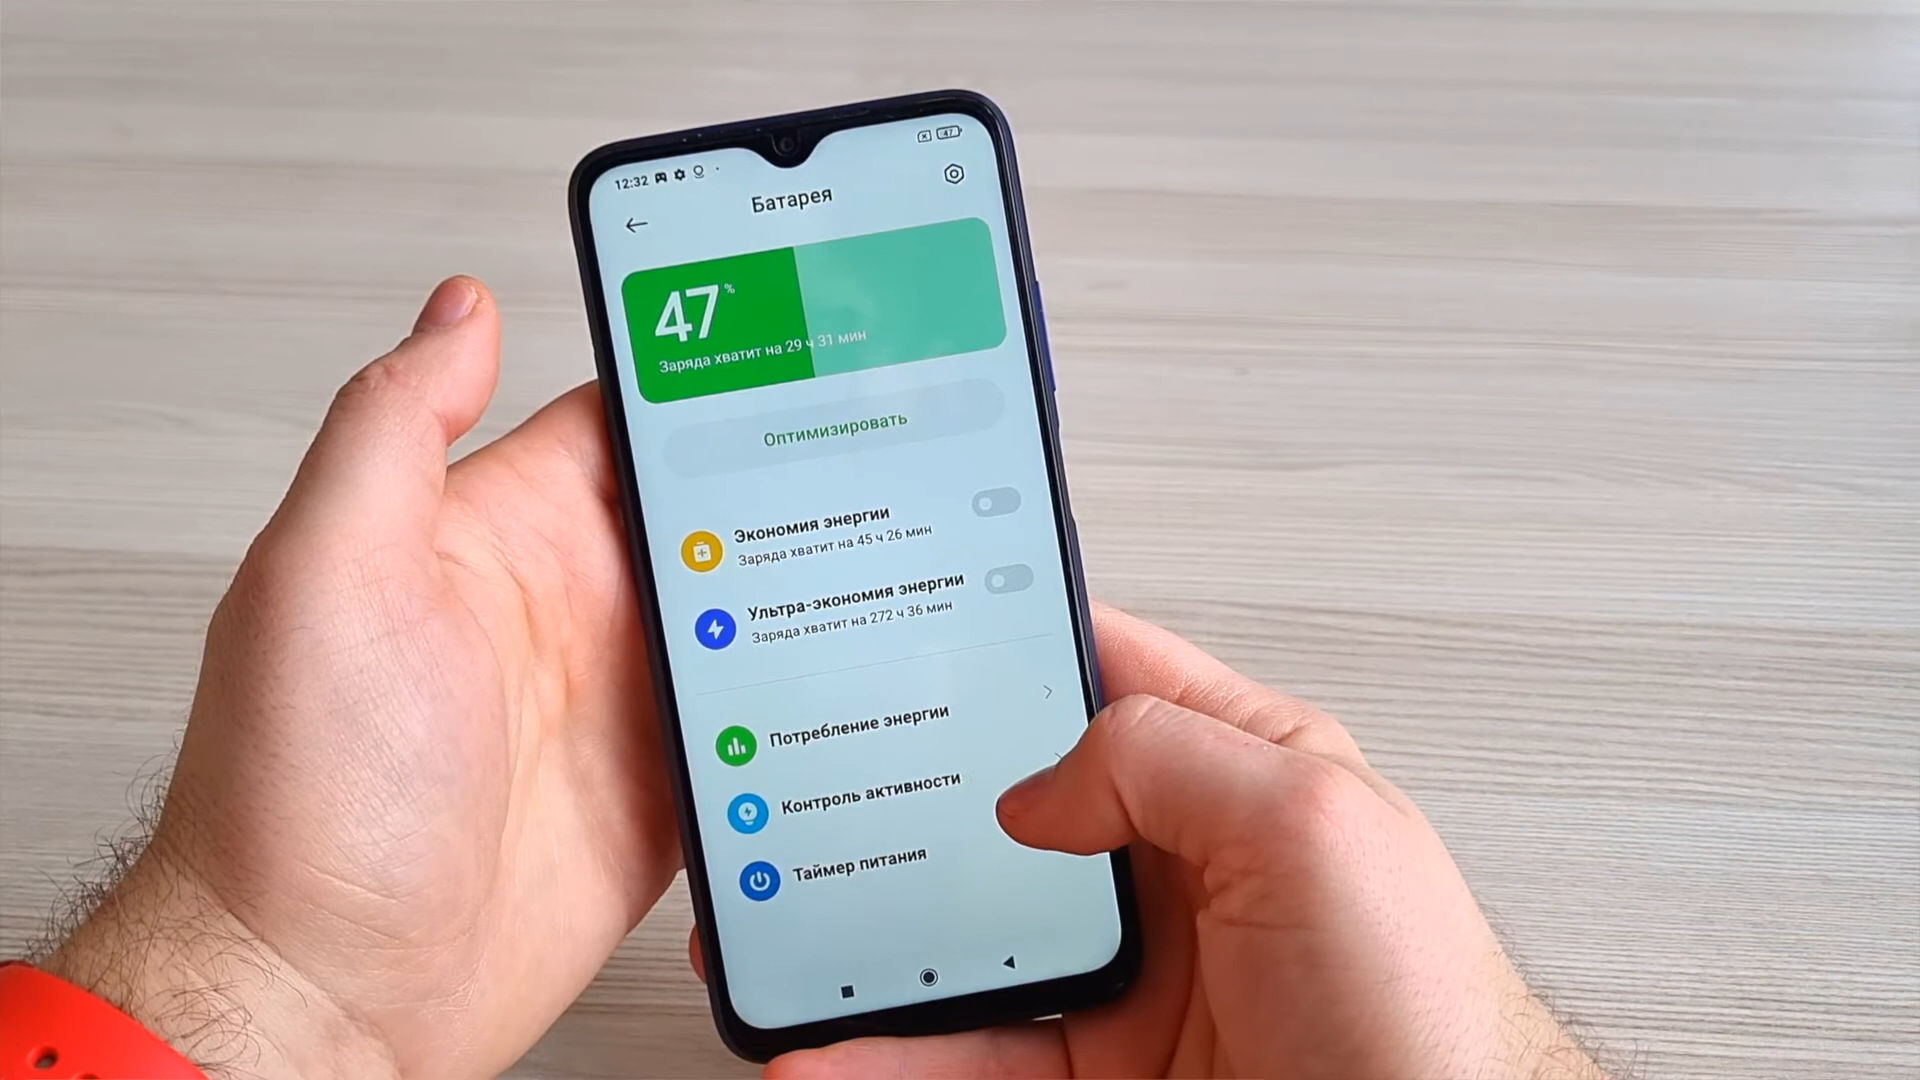 12:32
47
Батарея
47%
Заряда хватит на 29 ч 31 мин
Оптимизировать
Экономия энергии
Заряда хватит на 45 ч 26 мин
Ультра-экономия энергии
Заряда хватит на 272 ч 36 мин
Потребление энергии
Контроль активности
Таймер питания